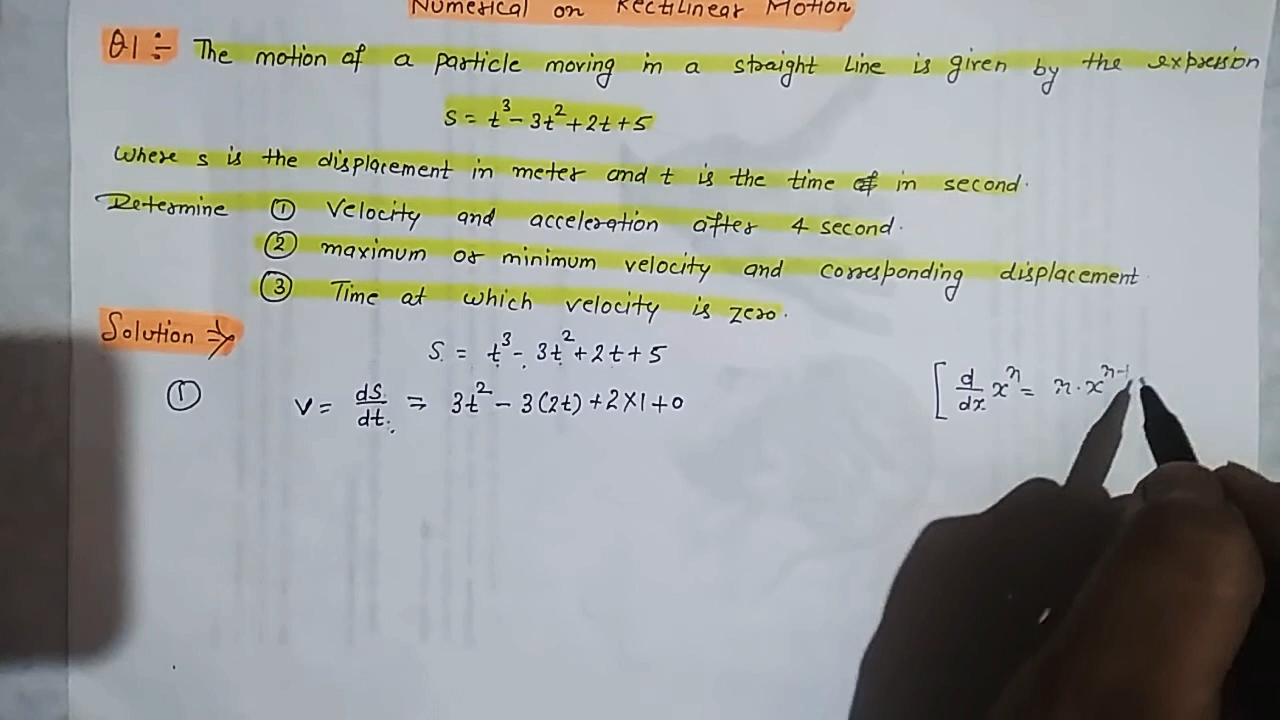 Numerical on Rectilinear Motion
Q1 ÷ The motion of a particle moving in a straight Line is given by the expression
S = t³ - 3t² + 2t + 5
where s is the displacement in meter and t is the time in second.
Determine ① Velocity and acceleration after 4 second.
② maximum or minimum velocity and corresponding displacement.
③ Time at which velocity is zero.
Solution ⇒
S = t³ - 3t² + 2t + 5
① V = dS/dt ⇒ 3t² - 3(2t) + 2×1 + 0 [d/dx xⁿ = n·xⁿ⁻¹